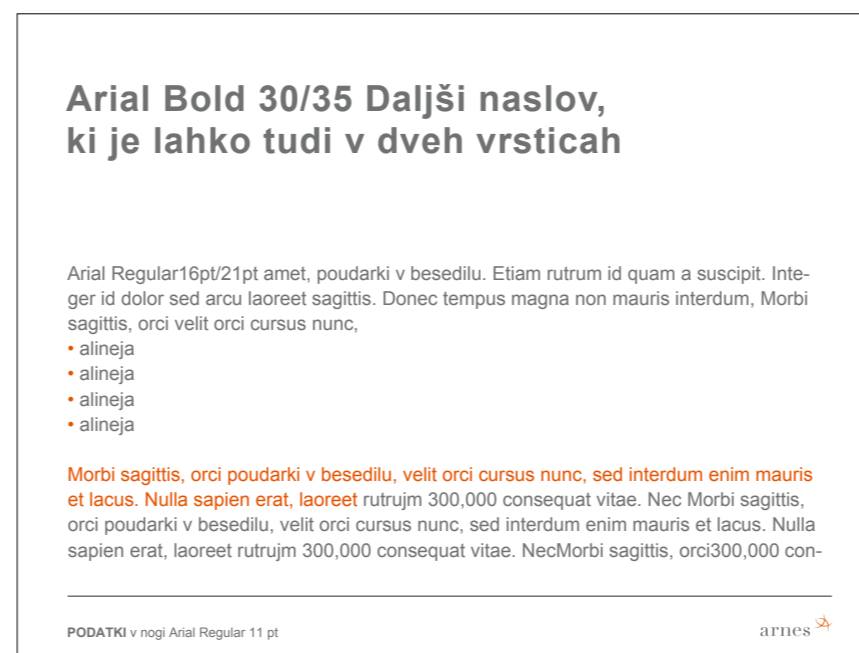 Arial Bold 30/35 Daljši naslov,
ki je lahko tudi v dveh vrsticah
Arial Regular16pt/21pt amet, poudarki v besedilu. Etiam rutrum id quam a suscipit. Inte-
ger id dolor sed arcu laoreet sagittis. Donec tempus magna non mauris interdum, Morbi
sagittis, orci velit orci cursus nunc,
• alineja
• alineja
• alineja
• alineja
Morbi sagittis, orci poudarki v besedilu, velit orci cursus nunc, sed interdum enim mauris
et lacus. Nulla sapien erat, laoreet rutrujm 300,000 consequat vitae. Nec Morbi sagittis,
orci poudarki v besedilu, velit orci cursus nunc, sed interdum enim mauris et lacus. Nulla
sapien erat, laoreet rutrujm 300,000 consequat vitae. NecMorbi sagittis, orci300,000 con-
PODATKI v nogi Arial Regular 11 pt
arnes